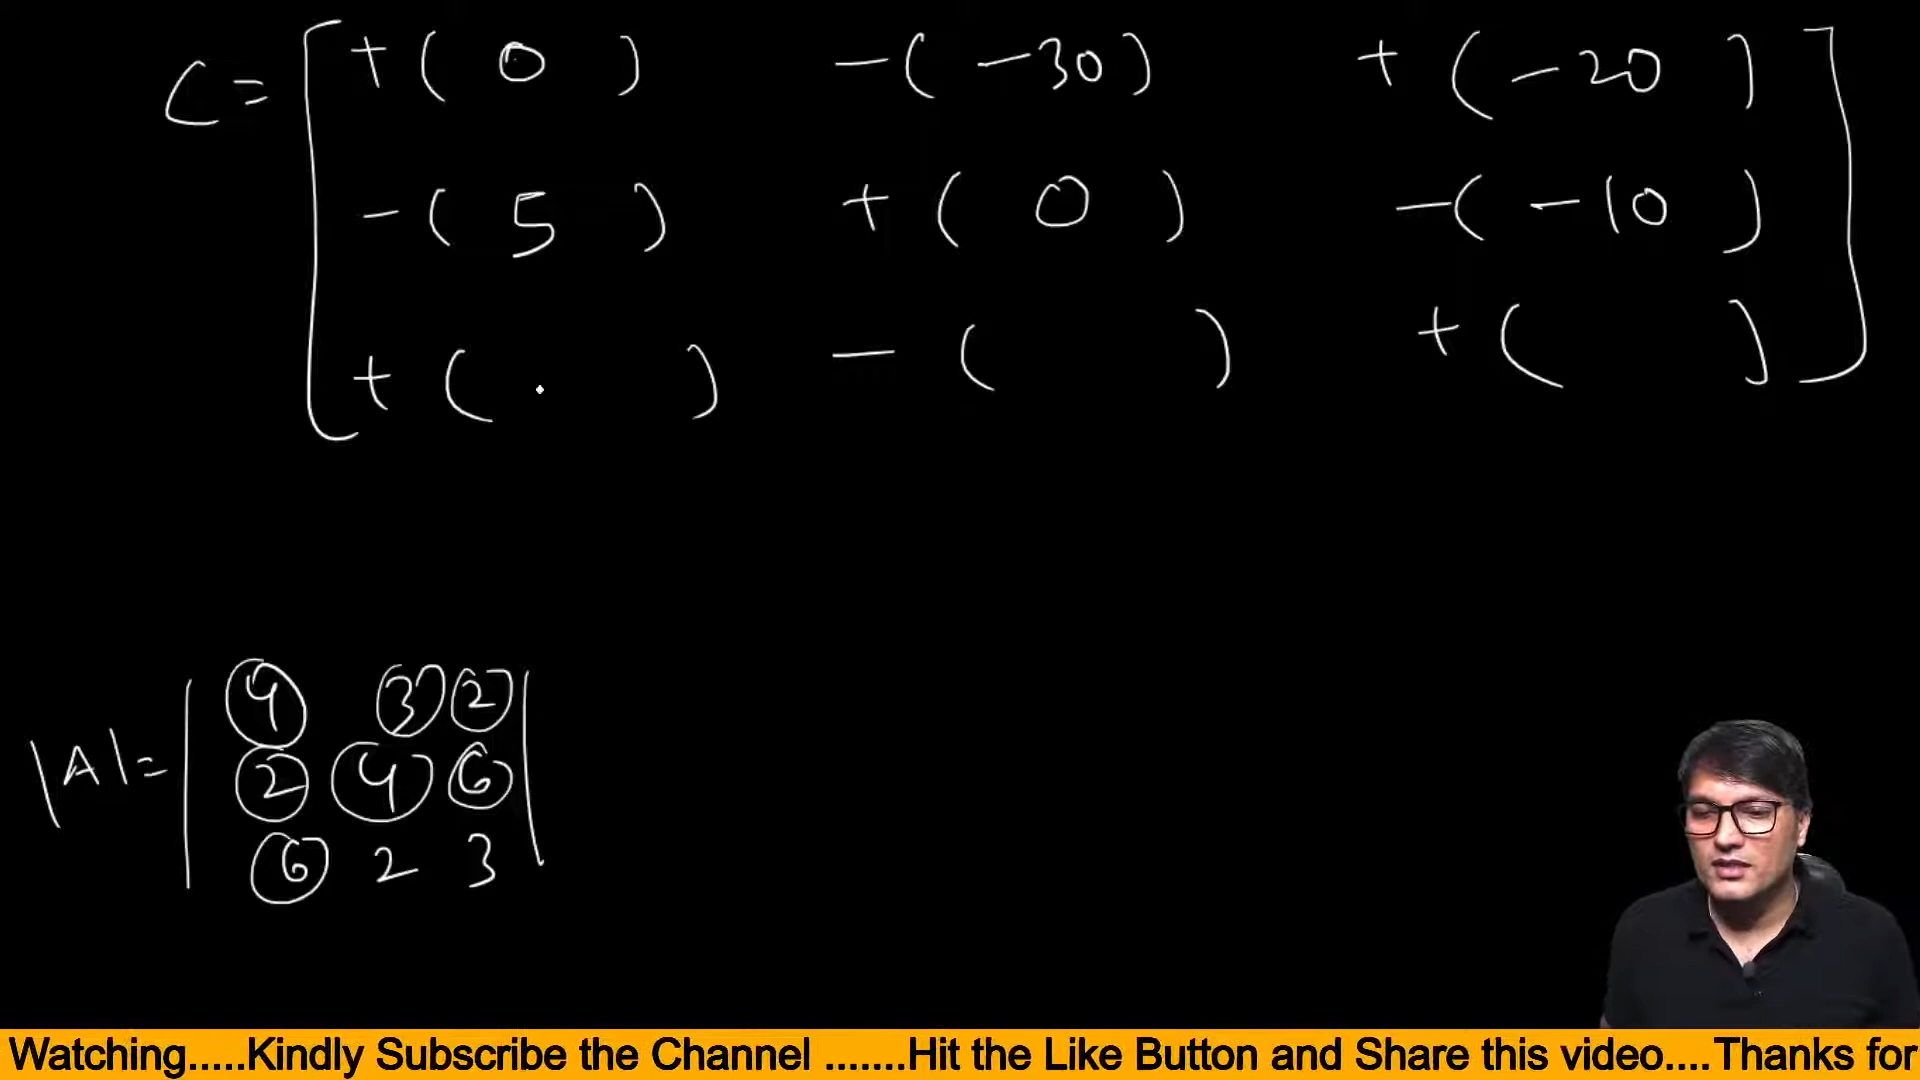 C = [ +( 0 ) -( -30 ) +( -20 )
-( 5 ) +( 0 ) -( -10 )
+( . ) -( ) +( ) ]
|A| = | 4 3 2
2 4 6
6 2 3 |
Watching.....Kindly Subscribe the Channel .......Hit the Like Button and Share this video....Thanks for